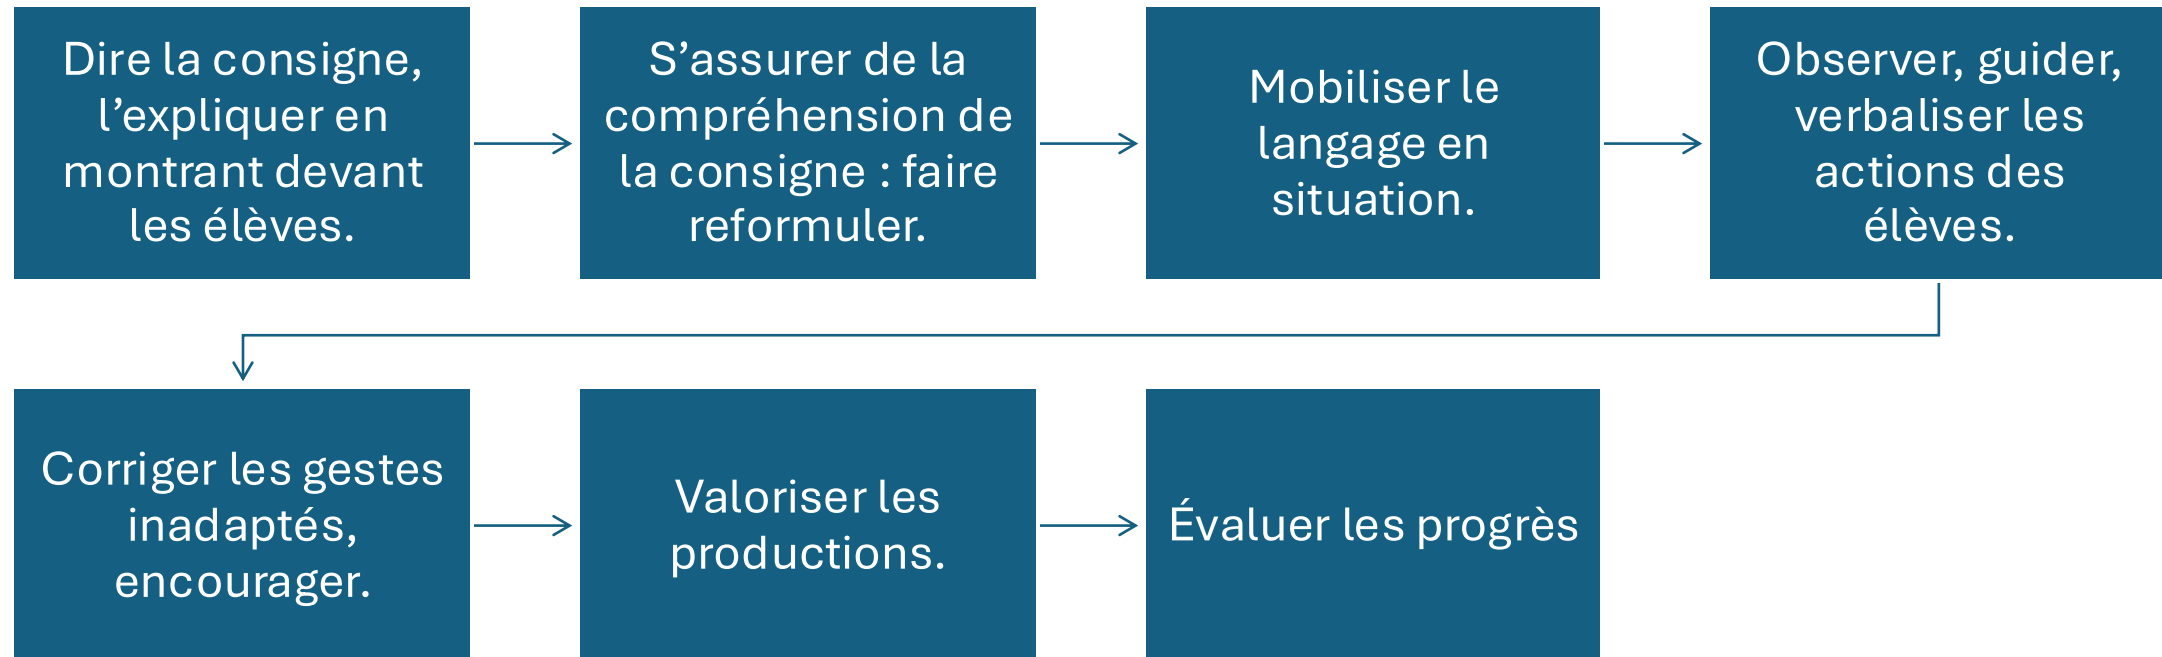 Dire la consigne,
l’expliquer en
montrant devant
les élèves.
S’assurer de la
compréhension de
la consigne : faire
reformuler.
Mobiliser le
langage en
situation.
Observer, guider,
verbaliser les
actions des
élèves.
Corriger les gestes
inadaptés,
encourager.
Valoriser les
productions.
Évaluer les progrès